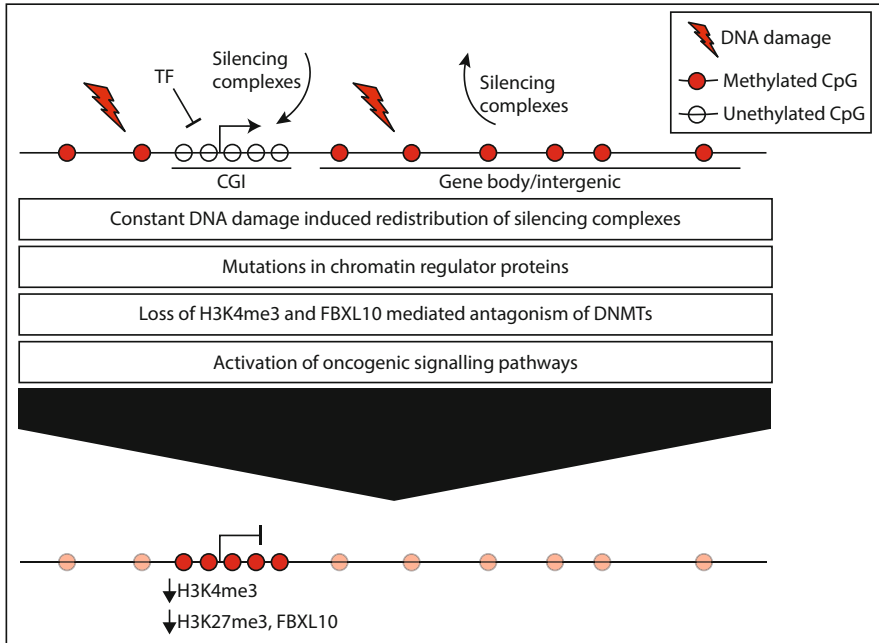 DNA damage
Methylated CpG
Unethylated CpG
TF
Silencing
complexes
Silencing
complexes
CGI
Gene body/intergenic
Constant DNA damage induced redistribution of silencing complexes
Mutations in chromatin regulator proteins
Loss of H3K4me3 and FBXL10 mediated antagonism of DNMTs
Activation of oncogenic signalling pathways
H3K4me3
H3K27me3, FBXL10